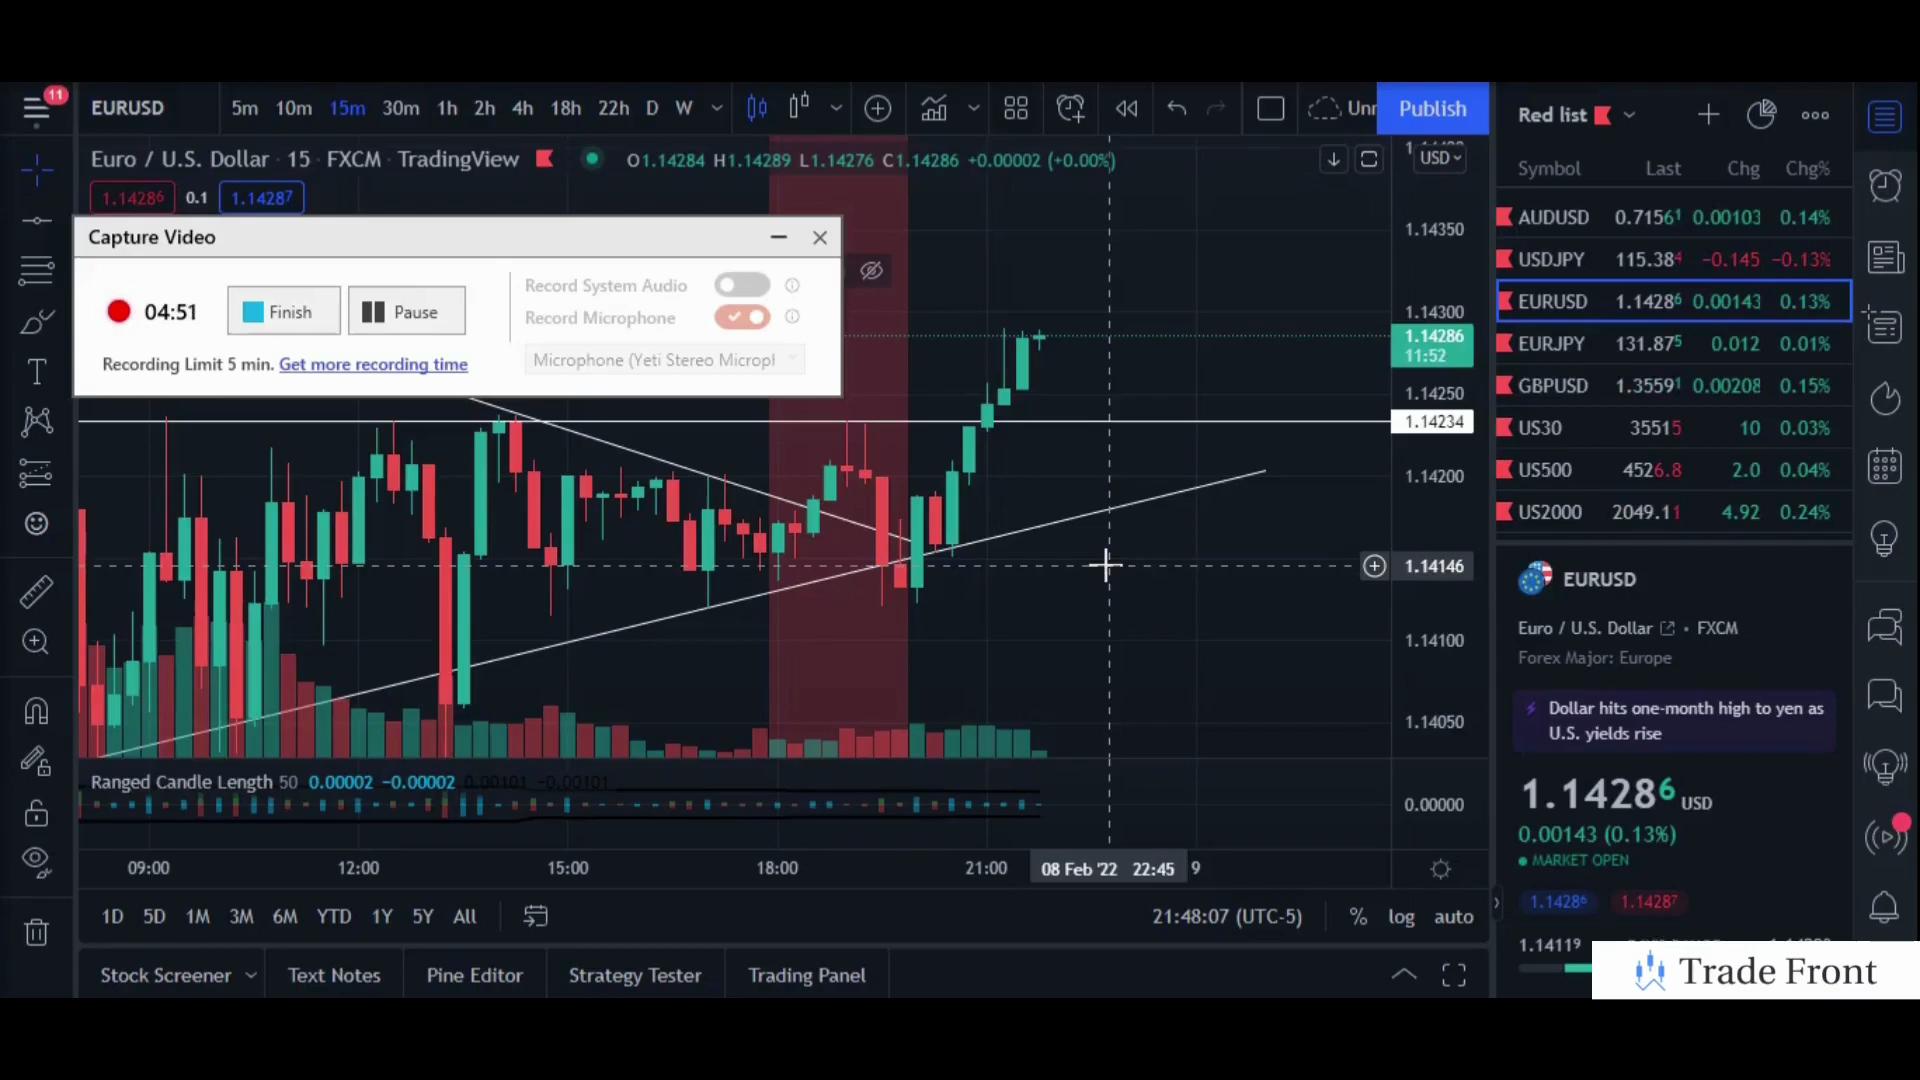 11
EURUSD
5m 10m 15m 30m 1h 2h 4h 18h 22h D W
Unr
Publish
Euro / U.S. Dollar · 15 · FXCM · TradingView
O1.14284 H1.14289 L1.14276 C1.14286 +0.00002 (+0.00%)
USD
1.14286 0.1 1.14287
Capture Video
04:51
Finish
Pause
Record System Audio
Record Microphone
Microphone (Yeti Stereo Microph
Recording Limit 5 min. Get more recording time
1.14350
1.14300
1.14286
11:52
1.14250
1.14234
1.14200
1.14146
1.14100
1.14050
Ranged Candle Length 50 0.00002 −0.00002 0.00101 −0.00101
0.00000
09:00 12:00 15:00 18:00 21:00 08 Feb '22 22:45 9
1D 5D 1M 3M 6M YTD 1Y 5Y All
21:48:07 (UTC-5) % log auto
Stock Screener Text Notes Pine Editor Strategy Tester Trading Panel
Red list
Symbol Last Chg Chg%
AUDUSD 0.71561 0.00103 0.14%
USDJPY 115.384 −0.145 −0.13%
EURUSD 1.14286 0.00143 0.13%
EURJPY 131.875 0.012 0.01%
GBPUSD 1.35591 0.00208 0.15%
US30 35515 10 0.03%
US500 4526.8 2.0 0.04%
US2000 2049.11 4.92 0.24%
EURUSD
Euro / U.S. Dollar • FXCM
Forex Major: Europe
Dollar hits one-month high to yen as
U.S. yields rise
1.14286 USD
0.00143 (0.13%)
MARKET OPEN
1.14286 1.14287
1.14119
Trade Front